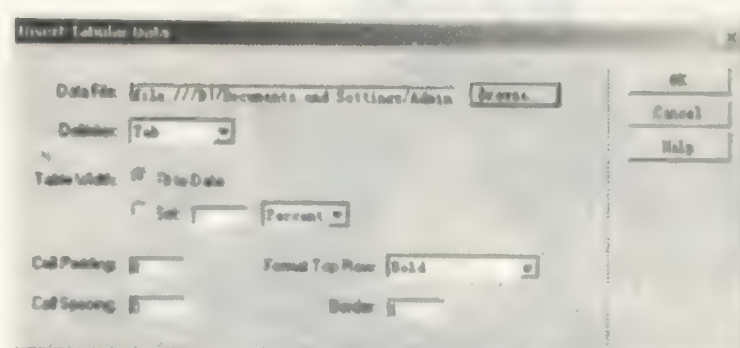 Insert Tabular Data
Data File: file:///D|/Documents and Settings/Admin Browse...
OK
Cancel
Help
Delimiter: Tab
Table Width: Fit to Data
Set: Percent
Cell Padding:
Format Top Row: Bold
Cell Spacing:
Border: